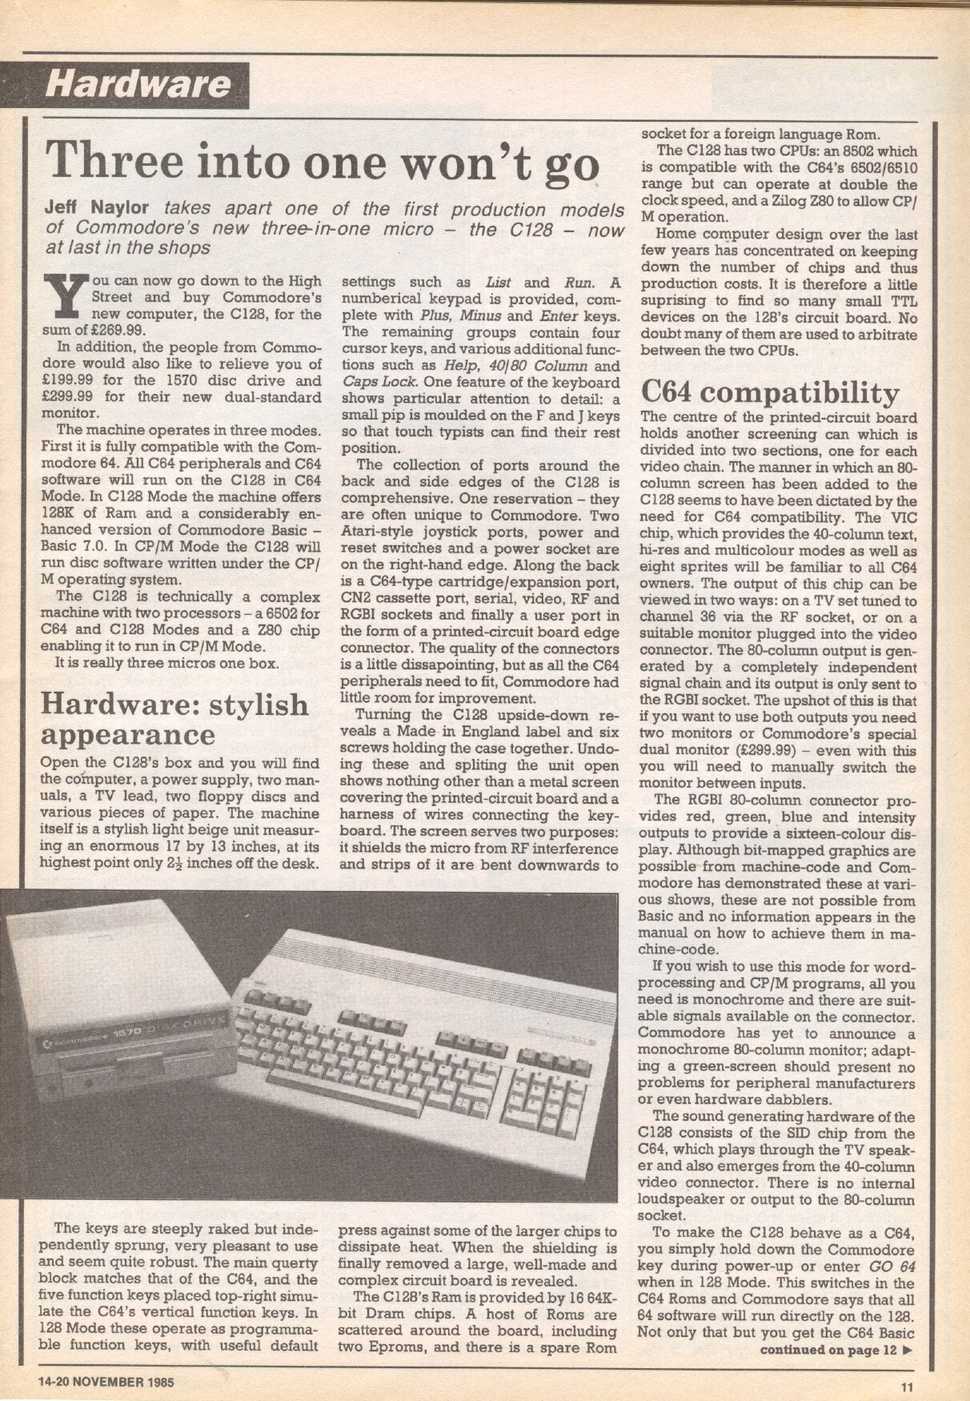 Hardware
Three into one won't go
Jeff Naylor takes apart one of the first production models
of Commodore's new three-in-one micro – the C128 – now
at last in the shops
You can now go down to the High
Street and buy Commodore's
new computer, the C128, for the
sum of £269.99.
In addition, the people from Commo-
dore would also like to relieve you of
£199.99 for the 1570 disc drive and
£299.99 for their new dual-standard
monitor.
The machine operates in three modes.
First it is fully compatible with the Com-
modore 64. All C64 peripherals and C64
software will run on the C128 in C64
Mode. In C128 Mode the machine offers
128K of Ram and a considerably en-
hanced version of Commodore Basic –
Basic 7.0. In CP/M Mode the C128 will
run disc software written under the CP/
M operating system.
The C128 is technically a complex
machine with two processors – a 6502 for
C64 and C128 Modes and a Z80 chip
enabling it to run in CP/M Mode.
It is really three micros one box.
Hardware: stylish
appearance
Open the C128's box and you will find
the computer, a power supply, two man-
uals, a TV lead, two floppy discs and
various pieces of paper. The machine
itself is a stylish light beige unit measur-
ing an enormous 17 by 13 inches, at its
highest point only 2½ inches off the desk.
commodore 1570 DISC DRIVE
The keys are steeply raked but inde-
pendently sprung, very pleasant to use
and seem quite robust. The main querty
block matches that of the C64, and the
five function keys placed top-right simu-
late the C64's vertical function keys. In
128 Mode these operate as programma-
ble function keys, with useful default
settings such as List and Run. A
numberical keypad is provided, com-
plete with Plus, Minus and Enter keys.
The remaining groups contain four
cursor keys, and various additional func-
tions such as Help, 40/80 Column and
Caps Lock. One feature of the keyboard
shows particular attention to detail: a
small pip is moulded on the F and J keys
so that touch typists can find their rest
position.
The collection of ports around the
back and side edges of the C128 is
comprehensive. One reservation – they
are often unique to Commodore. Two
Atari-style joystick ports, power and
reset switches and a power socket are
on the right-hand edge. Along the back
is a C64-type cartridge/expansion port,
CN2 cassette port, serial, video, RF and
RGBI sockets and finally a user port in
the form of a printed-circuit board edge
connector. The quality of the connectors
is a little dissapointing, but as all the C64
peripherals need to fit, Commodore had
little room for improvement.
Turning the C128 upside-down re-
veals a Made in England label and six
screws holding the case together. Undo-
ing these and spliting the unit open
shows nothing other than a metal screen
covering the printed-circuit board and a
harness of wires connecting the key-
board. The screen serves two purposes:
it shields the micro from RF interference
and strips of it are bent downwards to
press against some of the larger chips to
dissipate heat. When the shielding is
finally removed a large, well-made and
complex circuit board is revealed.
The C128's Ram is provided by 16 64K-
bit Dram chips. A host of Roms are
scattered around the board, including
two Eproms, and there is a spare Rom
socket for a foreign language Rom.
The C128 has two CPUs: an 8502 which
is compatible with the C64's 6502/6510
range but can operate at double the
clock speed, and a Zilog Z80 to allow CP/
M operation.
Home computer design over the last
few years has concentrated on keeping
down the number of chips and thus
production costs. It is therefore a little
suprising to find so many small TTL
devices on the 128's circuit board. No
doubt many of them are used to arbitrate
between the two CPUs.
C64 compatibility
The centre of the printed-circuit board
holds another screening can which is
divided into two sections, one for each
video chain. The manner in which an 80-
column screen has been added to the
C128 seems to have been dictated by the
need for C64 compatibility. The VIC
chip, which provides the 40-column text,
hi-res and multicolour modes as well as
eight sprites will be familiar to all C64
owners. The output of this chip can be
viewed in two ways: on a TV set tuned to
channel 36 via the RF socket, or on a
suitable monitor plugged into the video
connector. The 80-column output is gen-
erated by a completely independent
signal chain and its output is only sent to
the RGBI socket. The upshot of this is that
if you want to use both outputs you need
two monitors or Commodore's special
dual monitor (£299.99) – even with this
you will need to manually switch the
monitor between inputs.
The RGBI 80-column connector pro-
vides red, green, blue and intensity
outputs to provide a sixteen-colour dis-
play. Although bit-mapped graphics are
possible from machine-code and Com-
modore has demonstrated these at vari-
ous shows, these are not possible from
Basic and no information appears in the
manual on how to achieve them in ma-
chine-code.
If you wish to use this mode for word-
processing and CP/M programs, all you
need is monochrome and there are suit-
able signals available on the connector.
Commodore has yet to announce a
monochrome 80-column monitor; adapt-
ing a green-screen should present no
problems for peripheral manufacturers
or even hardware dabblers.
The sound generating hardware of the
C128 consists of the SID chip from the
C64, which plays through the TV speak-
er and also emerges from the 40-column
video connector. There is no internal
loudspeaker or output to the 80-column
socket.
To make the C128 behave as a C64,
you simply hold down the Commodore
key during power-up or enter GO 64
when in 128 Mode. This switches in the
C64 Roms and Commodore says that all
64 software will run directly on the 128.
Not only that but you get the C64 Basic
continued on page 12 ▶
14-20 NOVEMBER 1985
11